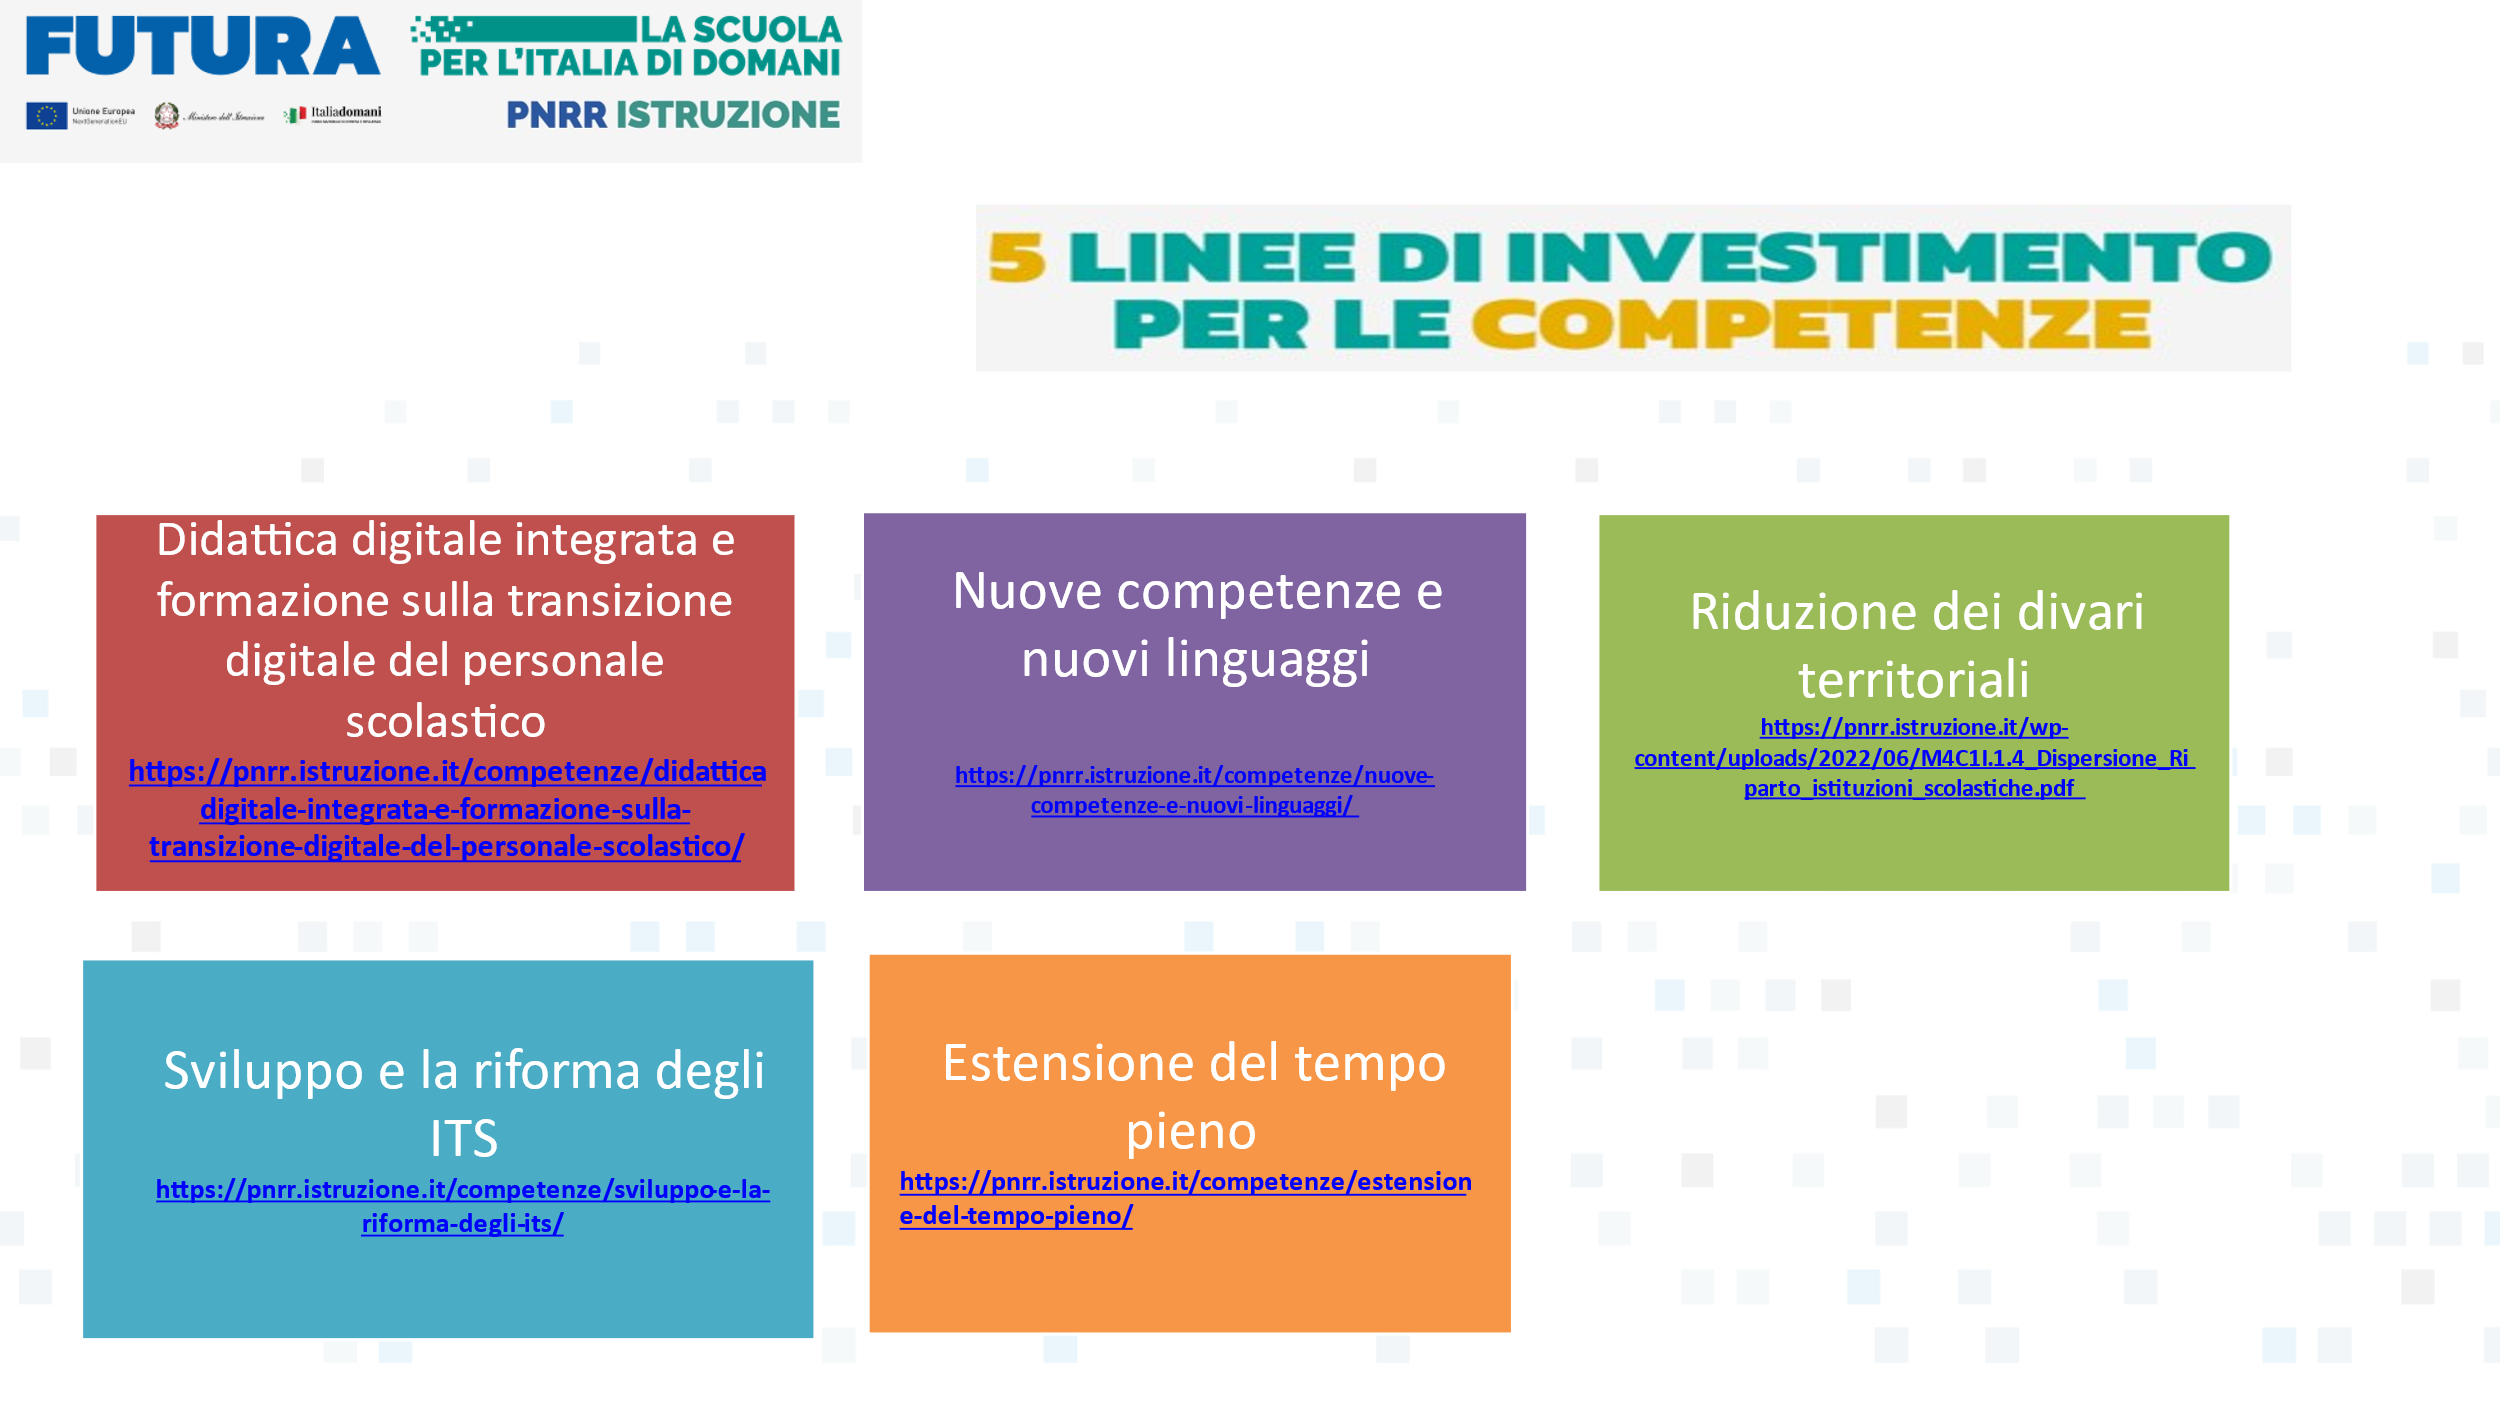 FUTURA
LA SCUOLA
PER L'ITALIA DI DOMANI
Unione Europea
NextGenerationEU
Ministero dell'Istruzione
Italiadomani
PNRR ISTRUZIONE
5 LINEE DI INVESTIMENTO
PER LE COMPETENZE
Didattica digitale integrata e
formazione sulla transizione
digitale del personale
scolastico
https://pnrr.istruzione.it/competenze/didattica-
digitale-integrata-e-formazione-sulla-
transizione-digitale-del-personale-scolastico/
Nuove competenze e
nuovi linguaggi
https://pnrr.istruzione.it/competenze/nuove-
competenze-e-nuovi-linguaggi/
Riduzione dei divari
territoriali
https://pnrr.istruzione.it/wp-
content/uploads/2022/06/M4C1I.1.4_Dispersione_Ri
parto_istituzioni_scolastiche.pdf
Sviluppo e la riforma degli
ITS
https://pnrr.istruzione.it/competenze/sviluppo-e-la-
riforma-degli-its/
Estensione del tempo
pieno
https://pnrr.istruzione.it/competenze/estension
e-del-tempo-pieno/